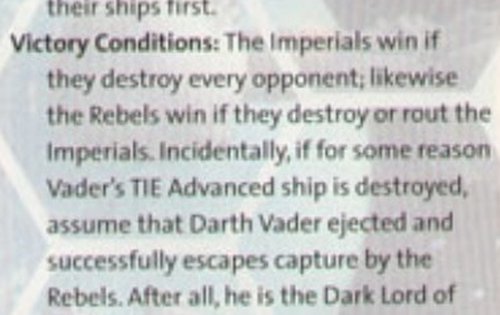 their ships first.
Victory Conditions: The Imperials win if
they destroy every opponent; likewise
the Rebels win if they destroy or rout the
Imperials. Incidentally, if for some reason
Vader's TIE Advanced ship is destroyed,
assume that Darth Vader ejected and
successfully escapes capture by the
Rebels. After all, he is the Dark Lord of